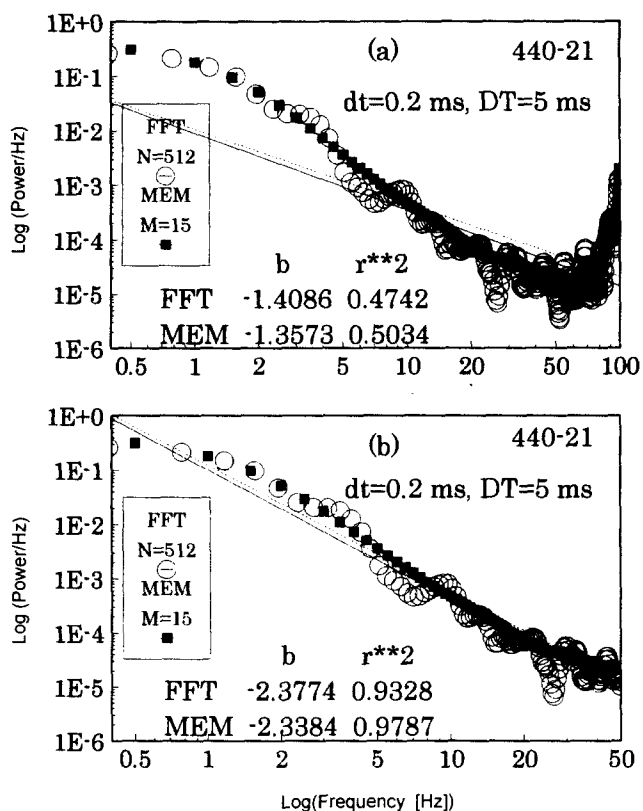 (a) 440-21
dt=0.2 ms, DT=5 ms
Log (Power/Hz)
1E+0
1E-1
1E-2
1E-3
1E-4
1E-5
1E-6
FFT
N=512
MEM
M=15
b r**2
FFT -1.4086 0.4742
MEM -1.3573 0.5034
0.5 1 2 5 10 20 50 100
(b) 440-21
dt=0.2 ms, DT=5 ms
Log (Power/Hz)
1E+0
1E-1
1E-2
1E-3
1E-4
1E-5
1E-6
FFT
N=512
MEM
M=15
b r**2
FFT -2.3774 0.9328
MEM -2.3384 0.9787
0.5 1 2 5 10 20 50
Log(Frequency [Hz])